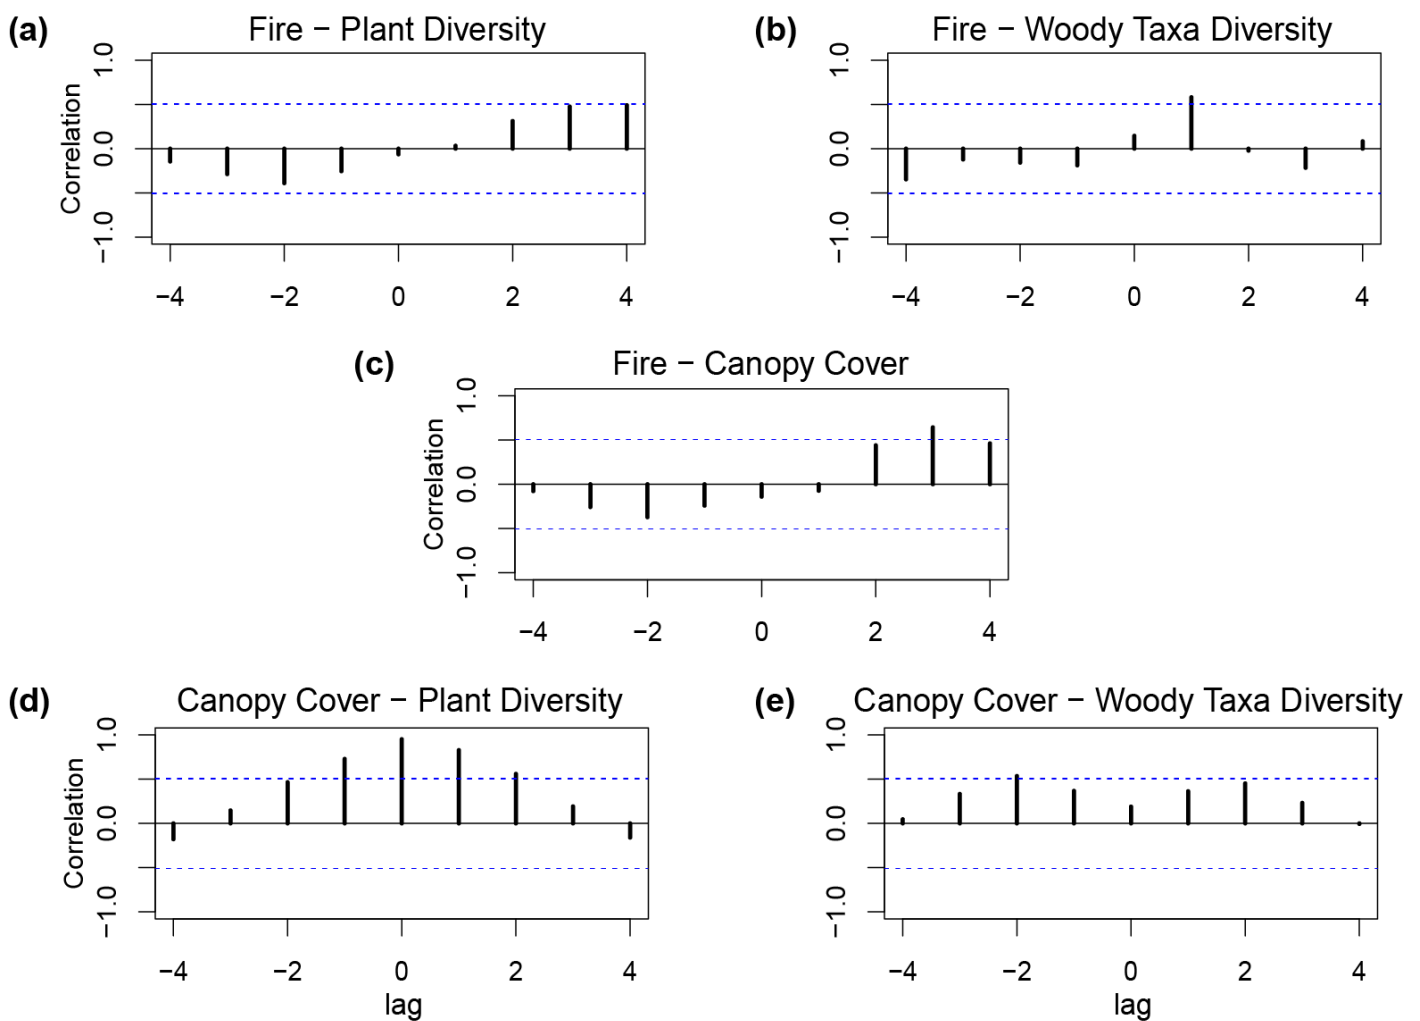 (a) Fire − Plant Diversity
Correlation
1.0
0.0
−1.0
−4 −2 0 2 4
(b) Fire − Woody Taxa Diversity
1.0
0.0
−1.0
−4 −2 0 2 4
(c) Fire − Canopy Cover
Correlation
1.0
0.0
−1.0
−4 −2 0 2 4
(d) Canopy Cover − Plant Diversity
Correlation
1.0
0.0
−1.0
−4 −2 0 2 4
lag
(e) Canopy Cover − Woody Taxa Diversity
1.0
0.0
−1.0
−4 −2 0 2 4
lag